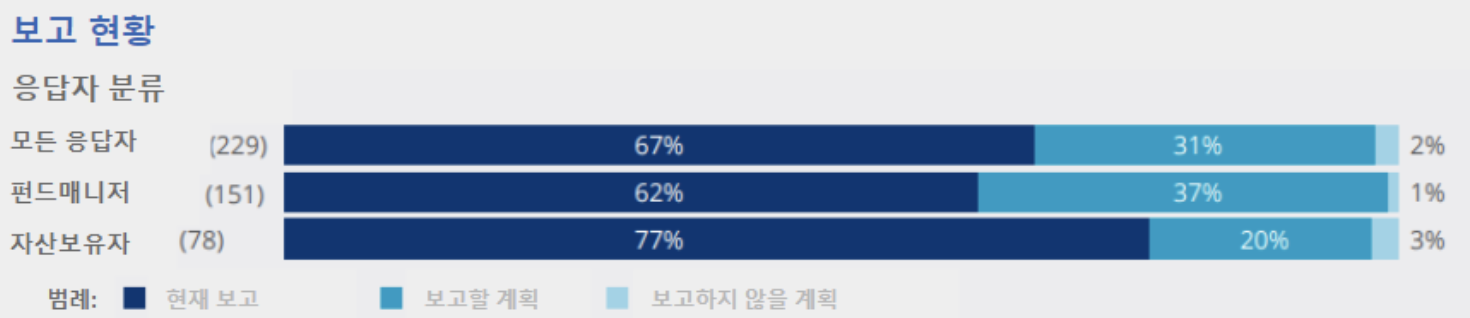 보고 현황
응답자 분류
모든 응답자 (229) 67% 31% 2%
펀드매니저 (151) 62% 37% 1%
자산보유자 (78) 77% 20% 3%
범례: 현재 보고 보고할 계획 보고하지 않을 계획